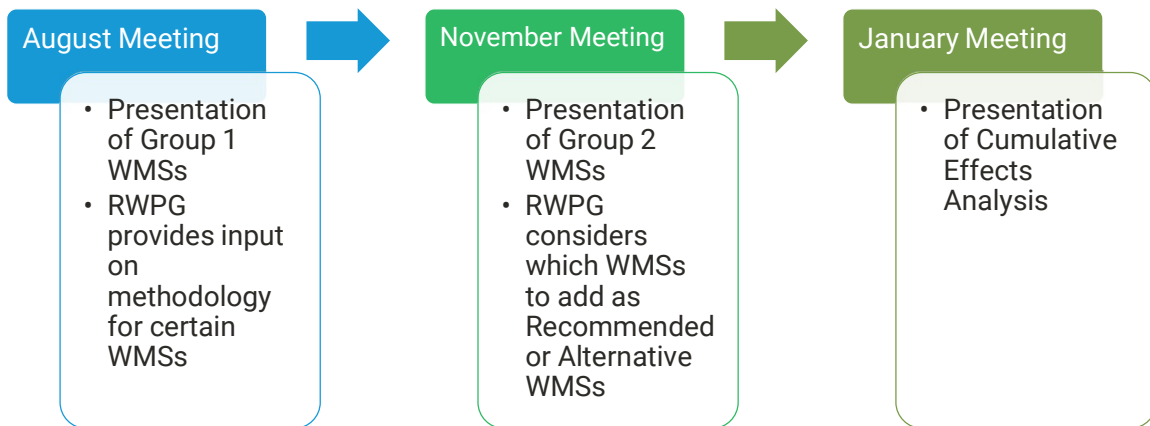 August Meeting
• Presentation
of Group 1
WMSs
• RWPG
provides input
on
methodology
for certain
WMSs
November Meeting
• Presentation
of Group 2
WMSs
• RWPG
considers
which WMSs
to add as
Recommended
or Alternative
WMSs
January Meeting
• Presentation
of Cumulative
Effects
Analysis